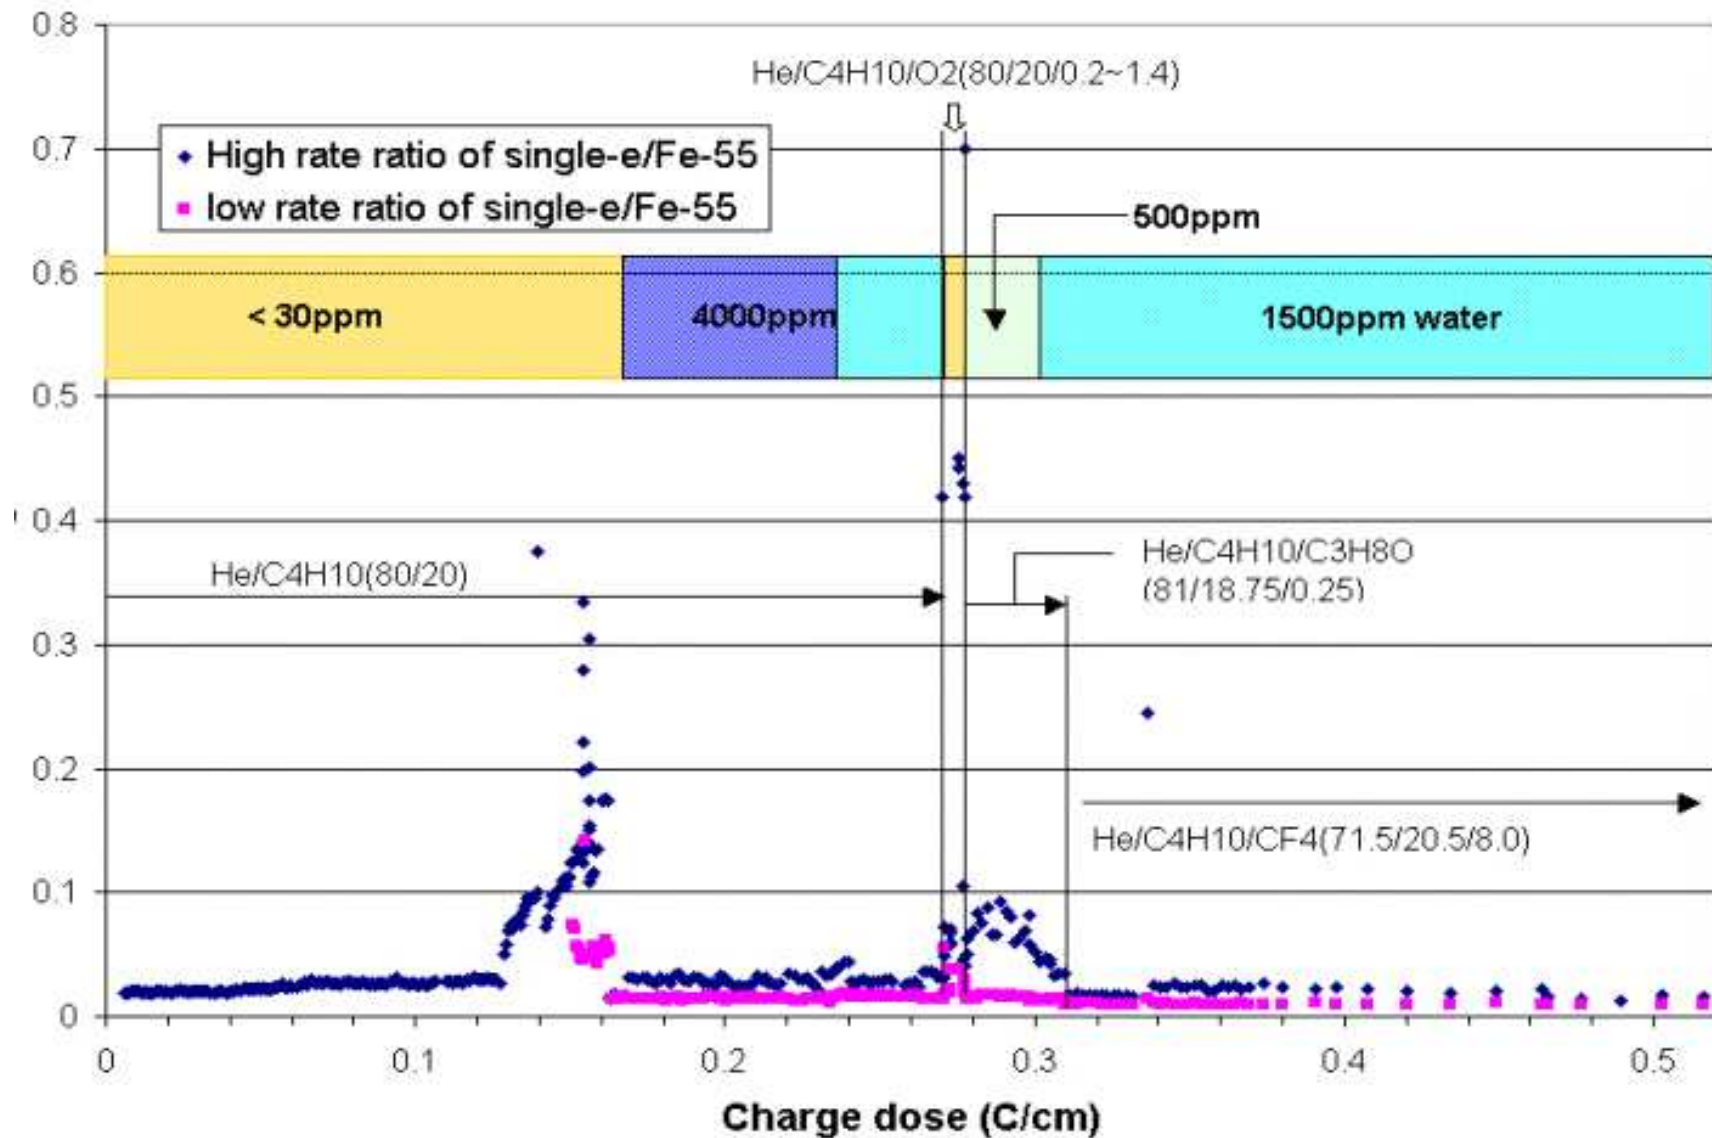 0.8
He/C4H10/O2(80/20/0.2~1.4)
0.7
High rate ratio of single-e/Fe-55
low rate ratio of single-e/Fe-55
500ppm
0.6
< 30ppm
4000ppm
1500ppm water
0.5
0.4
He/C4H10(80/20)
He/C4H10/C3H8O
(81/18.75/0.25)
0.3
0.2
He/C4H10/CF4(71.5/20.5/8.0)
0.1
0
0 0.1 0.2 0.3 0.4 0.5
Charge dose (C/cm)